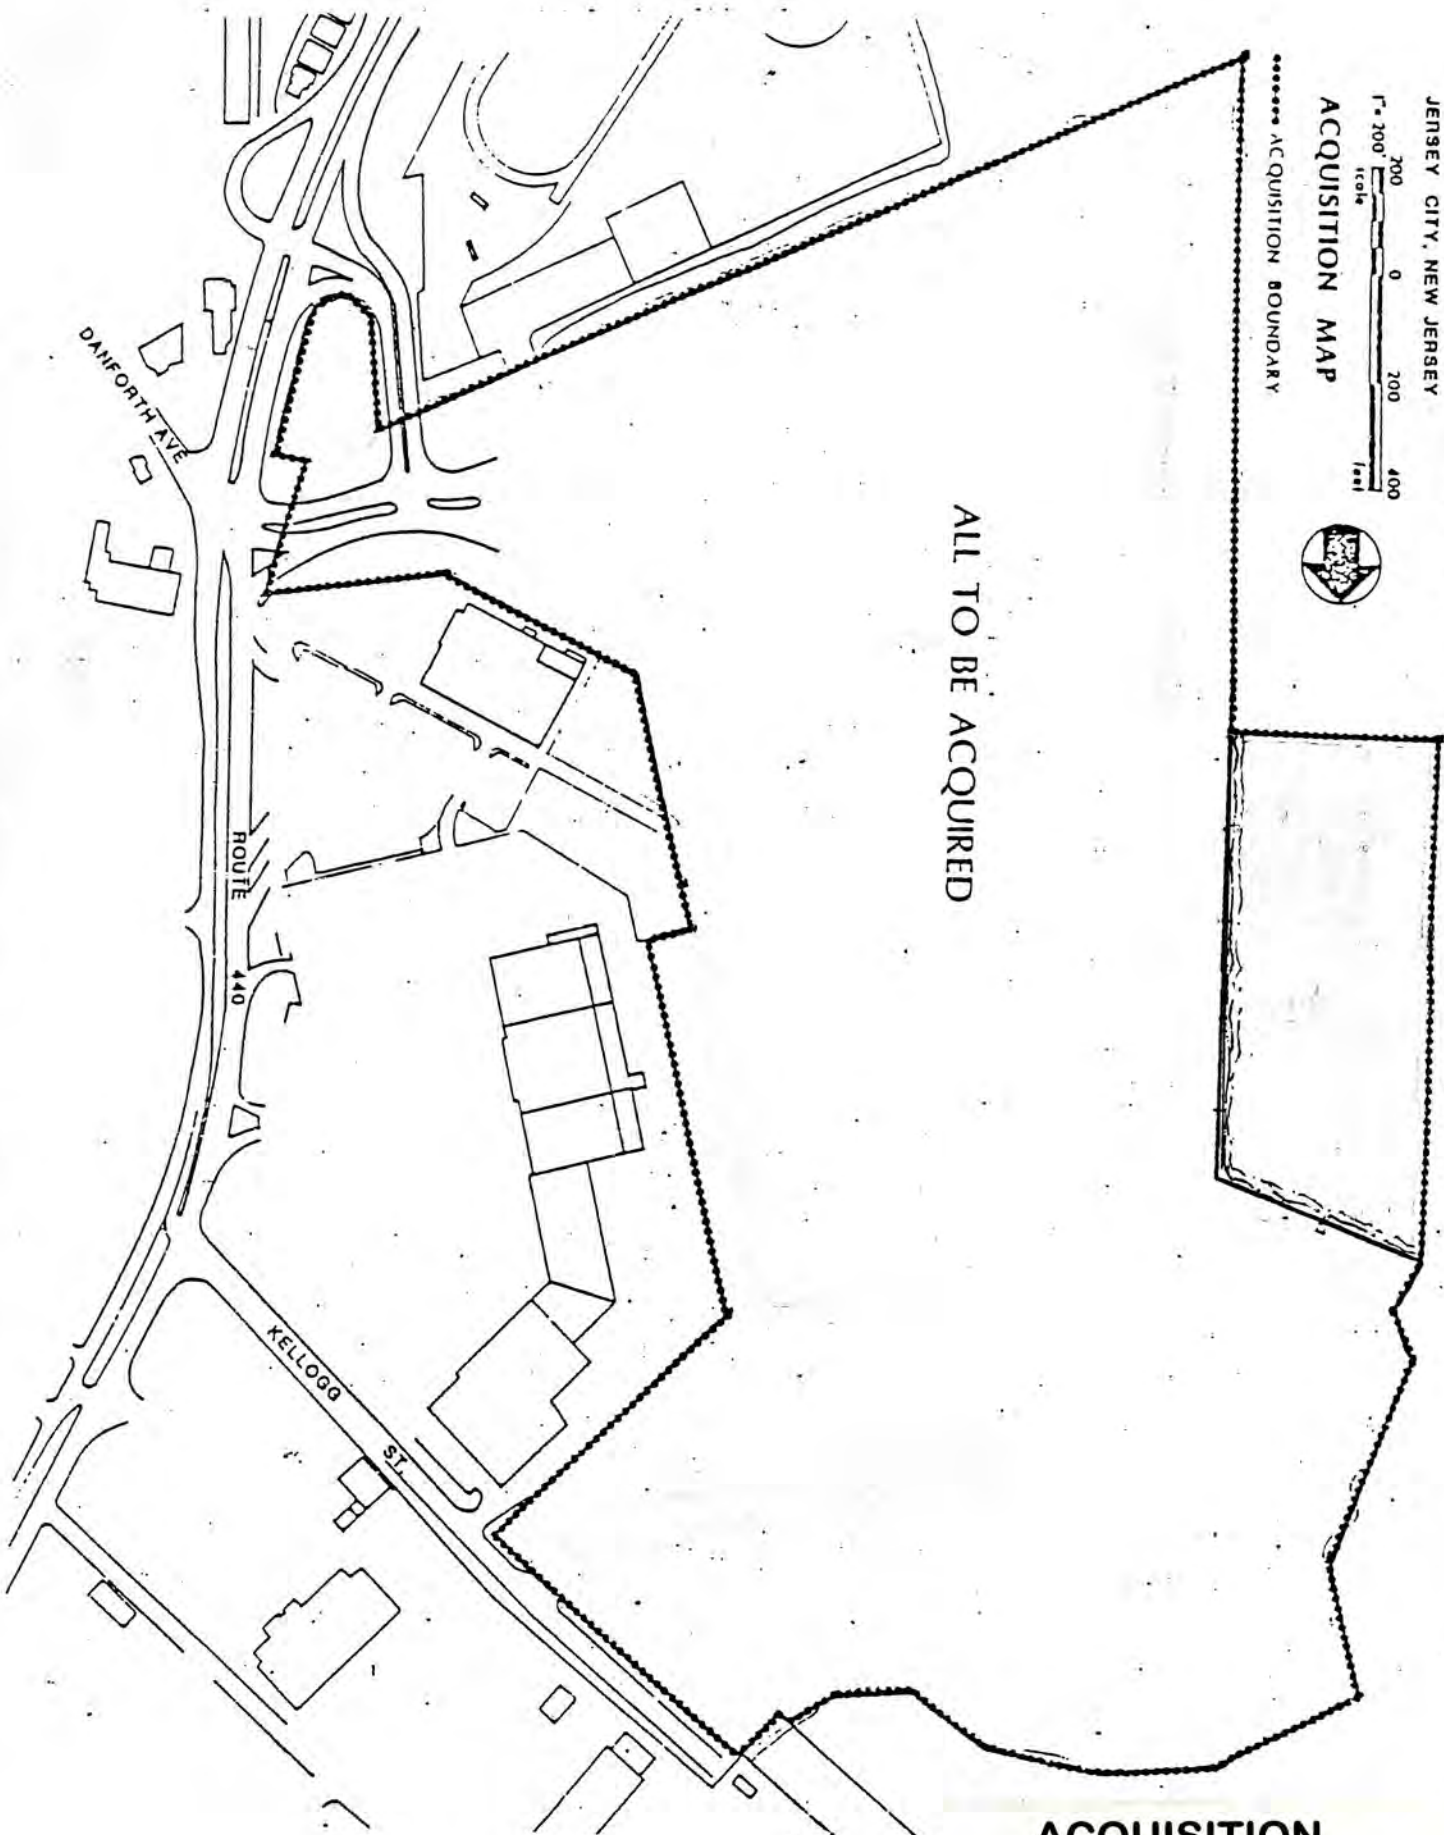 JERSEY CITY, NEW JERSEY
200 0 200 400
1"= 200'
scale feet
ACQUISITION MAP
ACQUISITION BOUNDARY
ALL TO BE ACQUIRED
DANFORTH AVE
ROUTE 440
KELLOGG ST.
ACQUISITION